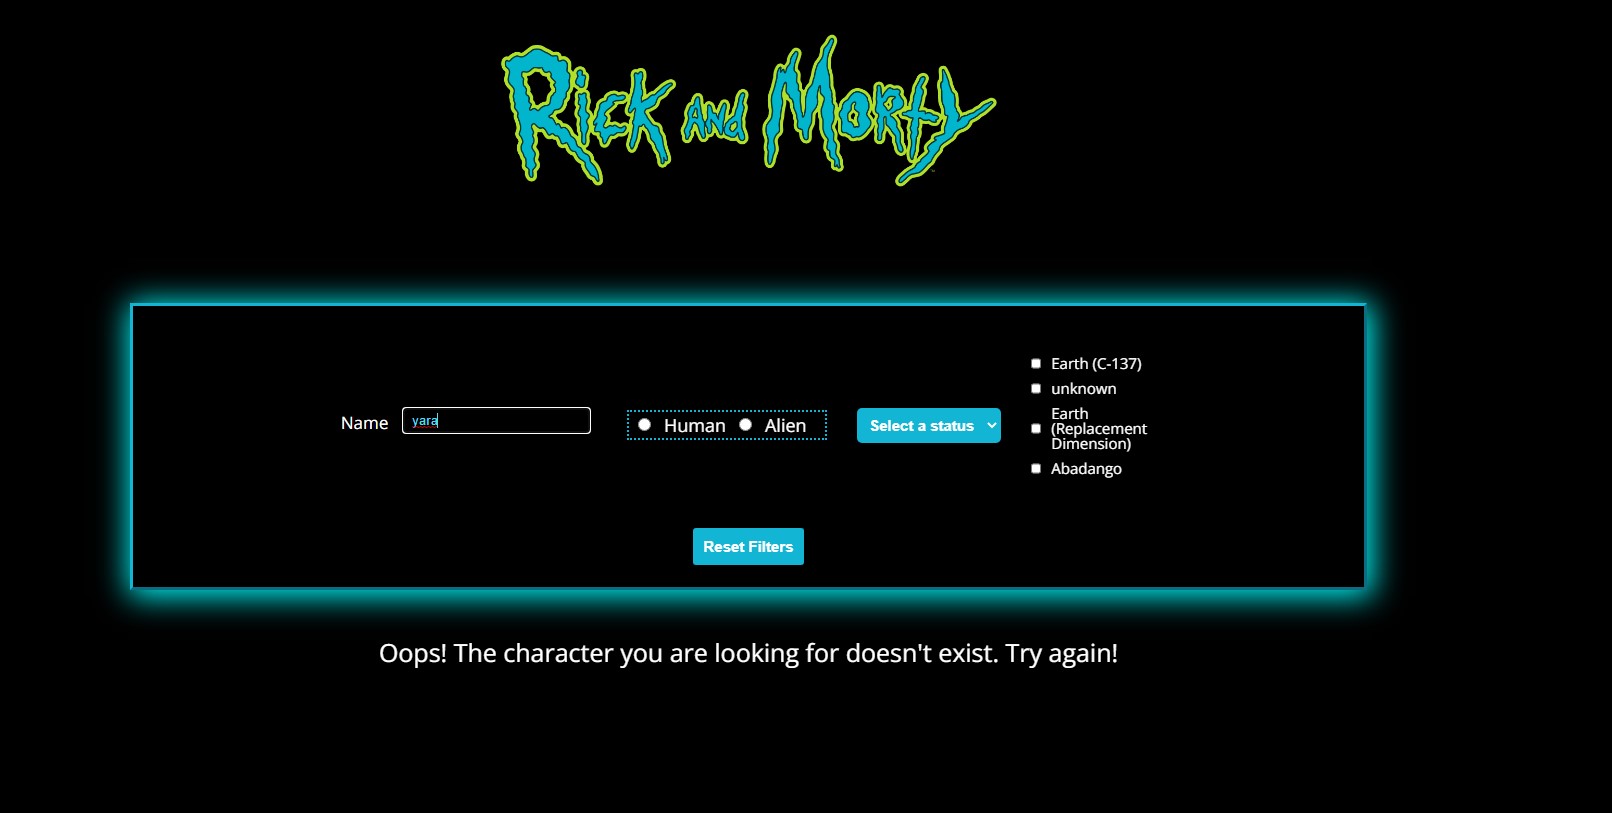 Rick and Morty
Name
yara
Human
Alien
Select a status
Earth (C-137)
unknown
Earth
(Replacement
Dimension)
Abadango
Reset Filters
Oops! The character you are looking for doesn't exist. Try again!